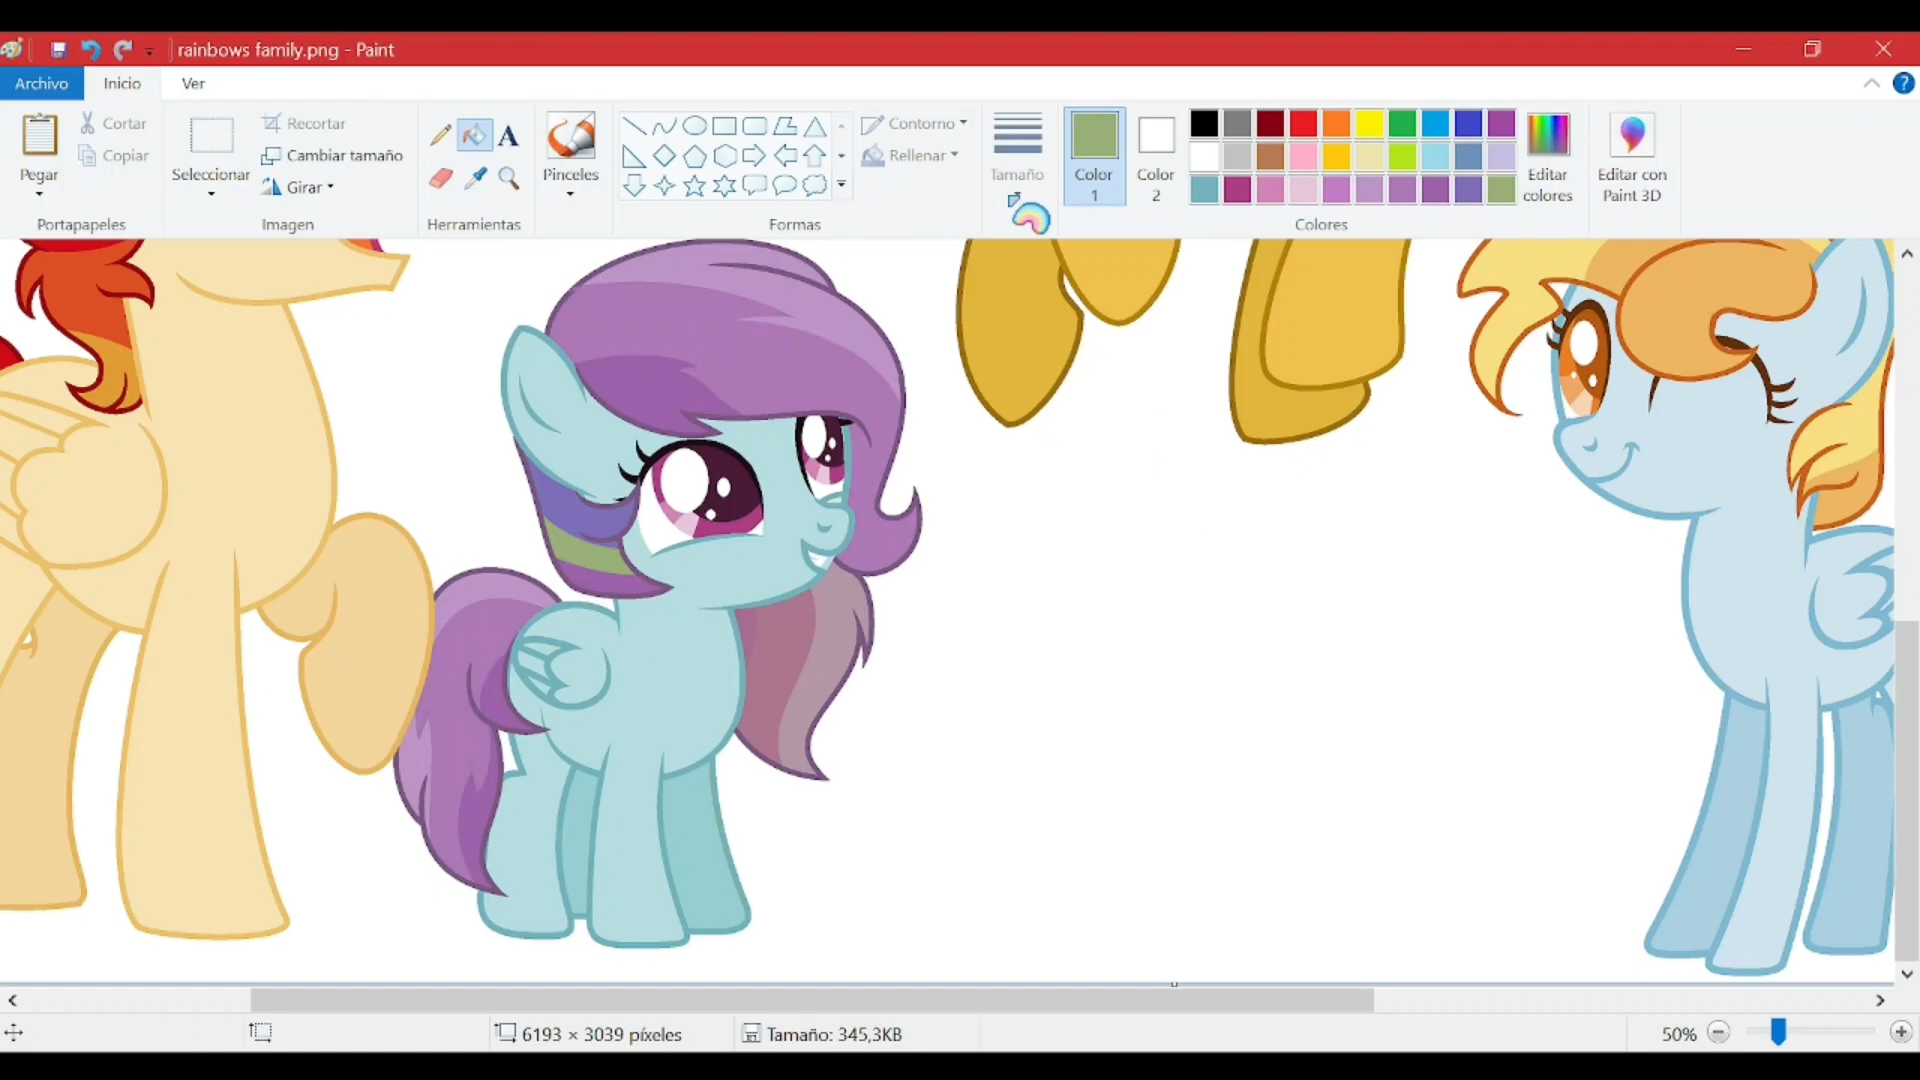 rainbows family.png - Paint
Archivo Inicio Ver
Pegar
Cortar
Copiar
Portapapeles
Seleccionar
Recortar
Cambiar tamaño
Girar
Imagen
A
Herramientas
Pinceles
Formas
Contorno
Rellenar
Tamaño
Color 1
Color 2
Editar colores
Colores
Editar con Paint 3D
6193 × 3039 píxeles
Tamaño: 345,3KB
50%